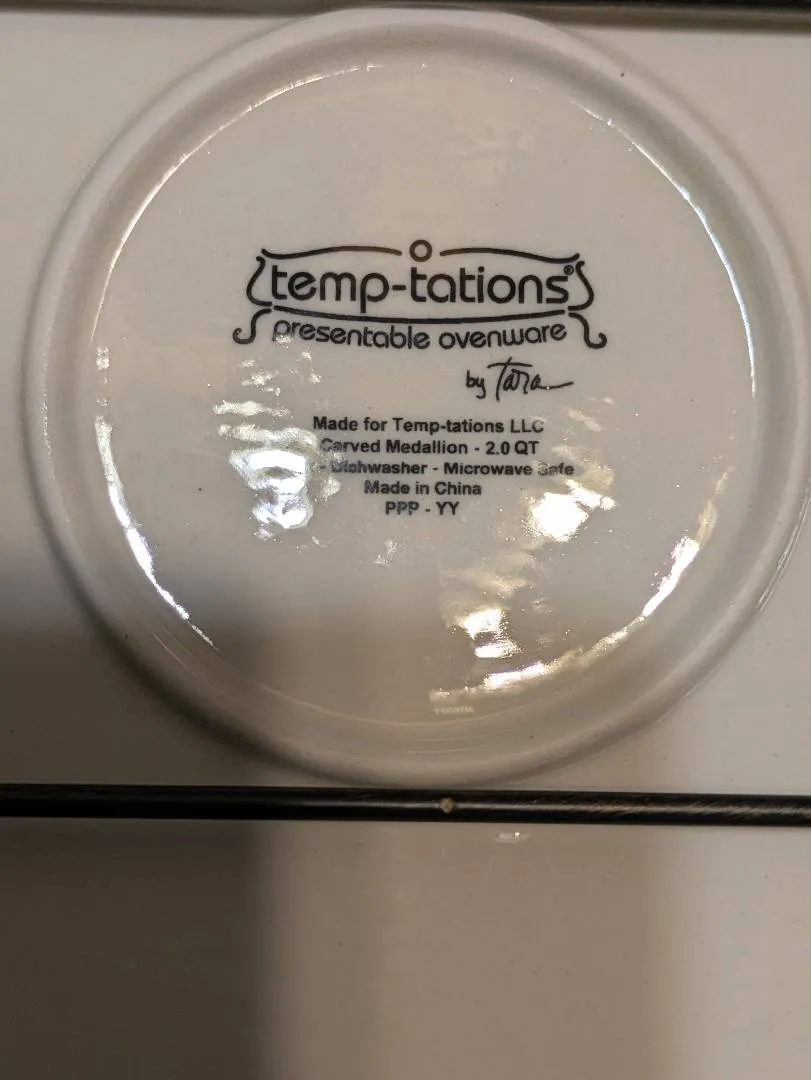 temp-tations®
presentable ovenware
by Tara
Made for Temp-tations LLC
Carved Medallion - 2.0 QT
- Dishwasher - Microwave Safe
Made in China
PPP - YY